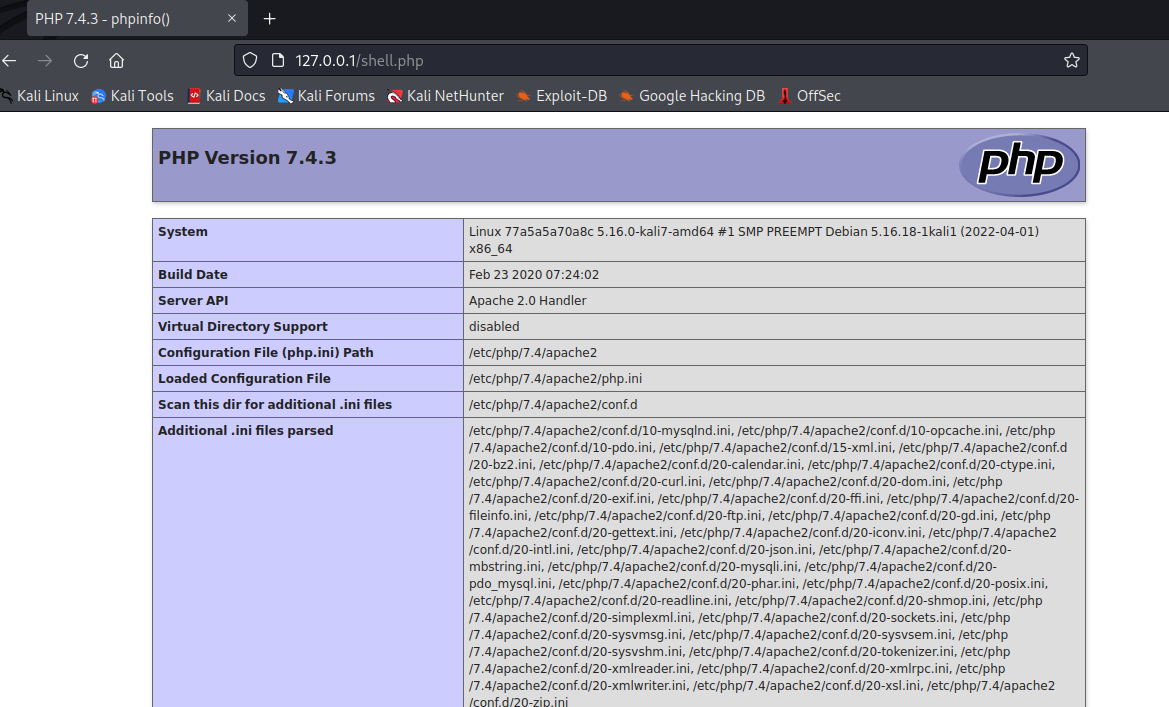 PHP 7.4.3 - phpinfo()
127.0.0.1/shell.php
Kali Linux Kali Tools Kali Docs Kali Forums Kali NetHunter Exploit-DB Google Hacking DB OffSec
PHP Version 7.4.3
php
System
Linux 77a5a5a70a8c 5.16.0-kali7-amd64 #1 SMP PREEMPT Debian 5.16.18-1kali1 (2022-04-01)
x86_64
Build Date Feb 23 2020 07:24:02
Server API Apache 2.0 Handler
Virtual Directory Support disabled
Configuration File (php.ini) Path /etc/php/7.4/apache2
Loaded Configuration File /etc/php/7.4/apache2/php.ini
Scan this dir for additional .ini files /etc/php/7.4/apache2/conf.d
Additional .ini files parsed /etc/php/7.4/apache2/conf.d/10-mysqlnd.ini, /etc/php/7.4/apache2/conf.d/10-opcache.ini, /etc/php
/7.4/apache2/conf.d/10-pdo.ini, /etc/php/7.4/apache2/conf.d/15-xml.ini, /etc/php/7.4/apache2/conf.d
/20-bz2.ini, /etc/php/7.4/apache2/conf.d/20-calendar.ini, /etc/php/7.4/apache2/conf.d/20-ctype.ini,
/etc/php/7.4/apache2/conf.d/20-curl.ini, /etc/php/7.4/apache2/conf.d/20-dom.ini, /etc/php
/7.4/apache2/conf.d/20-exif.ini, /etc/php/7.4/apache2/conf.d/20-ffi.ini, /etc/php/7.4/apache2/conf.d/20-
fileinfo.ini, /etc/php/7.4/apache2/conf.d/20-ftp.ini, /etc/php/7.4/apache2/conf.d/20-gd.ini, /etc/php
/7.4/apache2/conf.d/20-gettext.ini, /etc/php/7.4/apache2/conf.d/20-iconv.ini, /etc/php/7.4/apache2
/conf.d/20-intl.ini, /etc/php/7.4/apache2/conf.d/20-json.ini, /etc/php/7.4/apache2/conf.d/20-
mbstring.ini, /etc/php/7.4/apache2/conf.d/20-mysqli.ini, /etc/php/7.4/apache2/conf.d/20-
pdo_mysql.ini, /etc/php/7.4/apache2/conf.d/20-phar.ini, /etc/php/7.4/apache2/conf.d/20-posix.ini,
/etc/php/7.4/apache2/conf.d/20-readline.ini, /etc/php/7.4/apache2/conf.d/20-shmop.ini, /etc/php
/7.4/apache2/conf.d/20-simplexml.ini, /etc/php/7.4/apache2/conf.d/20-sockets.ini, /etc/php
/7.4/apache2/conf.d/20-sysvmsg.ini, /etc/php/7.4/apache2/conf.d/20-sysvsem.ini, /etc/php
/7.4/apache2/conf.d/20-sysvshm.ini, /etc/php/7.4/apache2/conf.d/20-tokenizer.ini, /etc/php
/7.4/apache2/conf.d/20-xmlreader.ini, /etc/php/7.4/apache2/conf.d/20-xmlrpc.ini, /etc/php
/7.4/apache2/conf.d/20-xmlwriter.ini, /etc/php/7.4/apache2/conf.d/20-xsl.ini, /etc/php/7.4/apache2
/conf.d/20-zip.ini